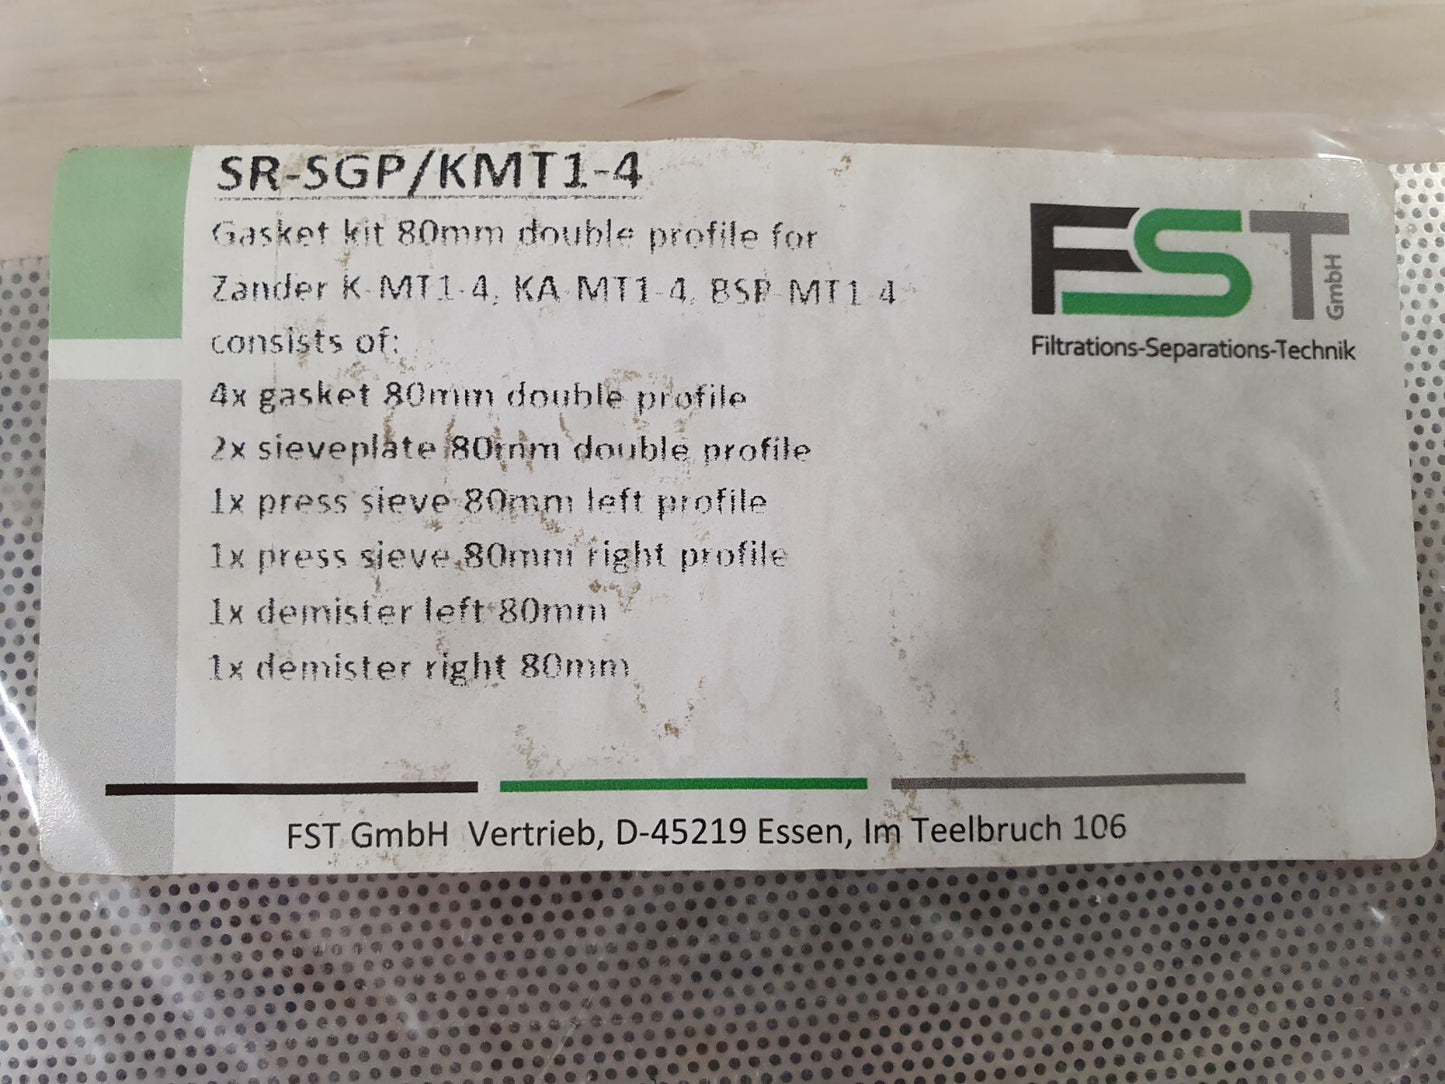 SR-SGP/KMT1-4
Gasket kit 80mm double profile for
Zander K-MT1-4, KA-MT1-4, BSP-MT1-4
consists of:
4x gasket 80mm double profile
2x sieveplate 80mm double profile
1x press sieve 80mm left profile
1x press sieve 80mm right profile
1x demister left 80mm
1x demister right 80mm
FST GmbH
Filtrations-Separations-Technik
FST GmbH Vertrieb, D-45219 Essen, Im Teelbruch 106